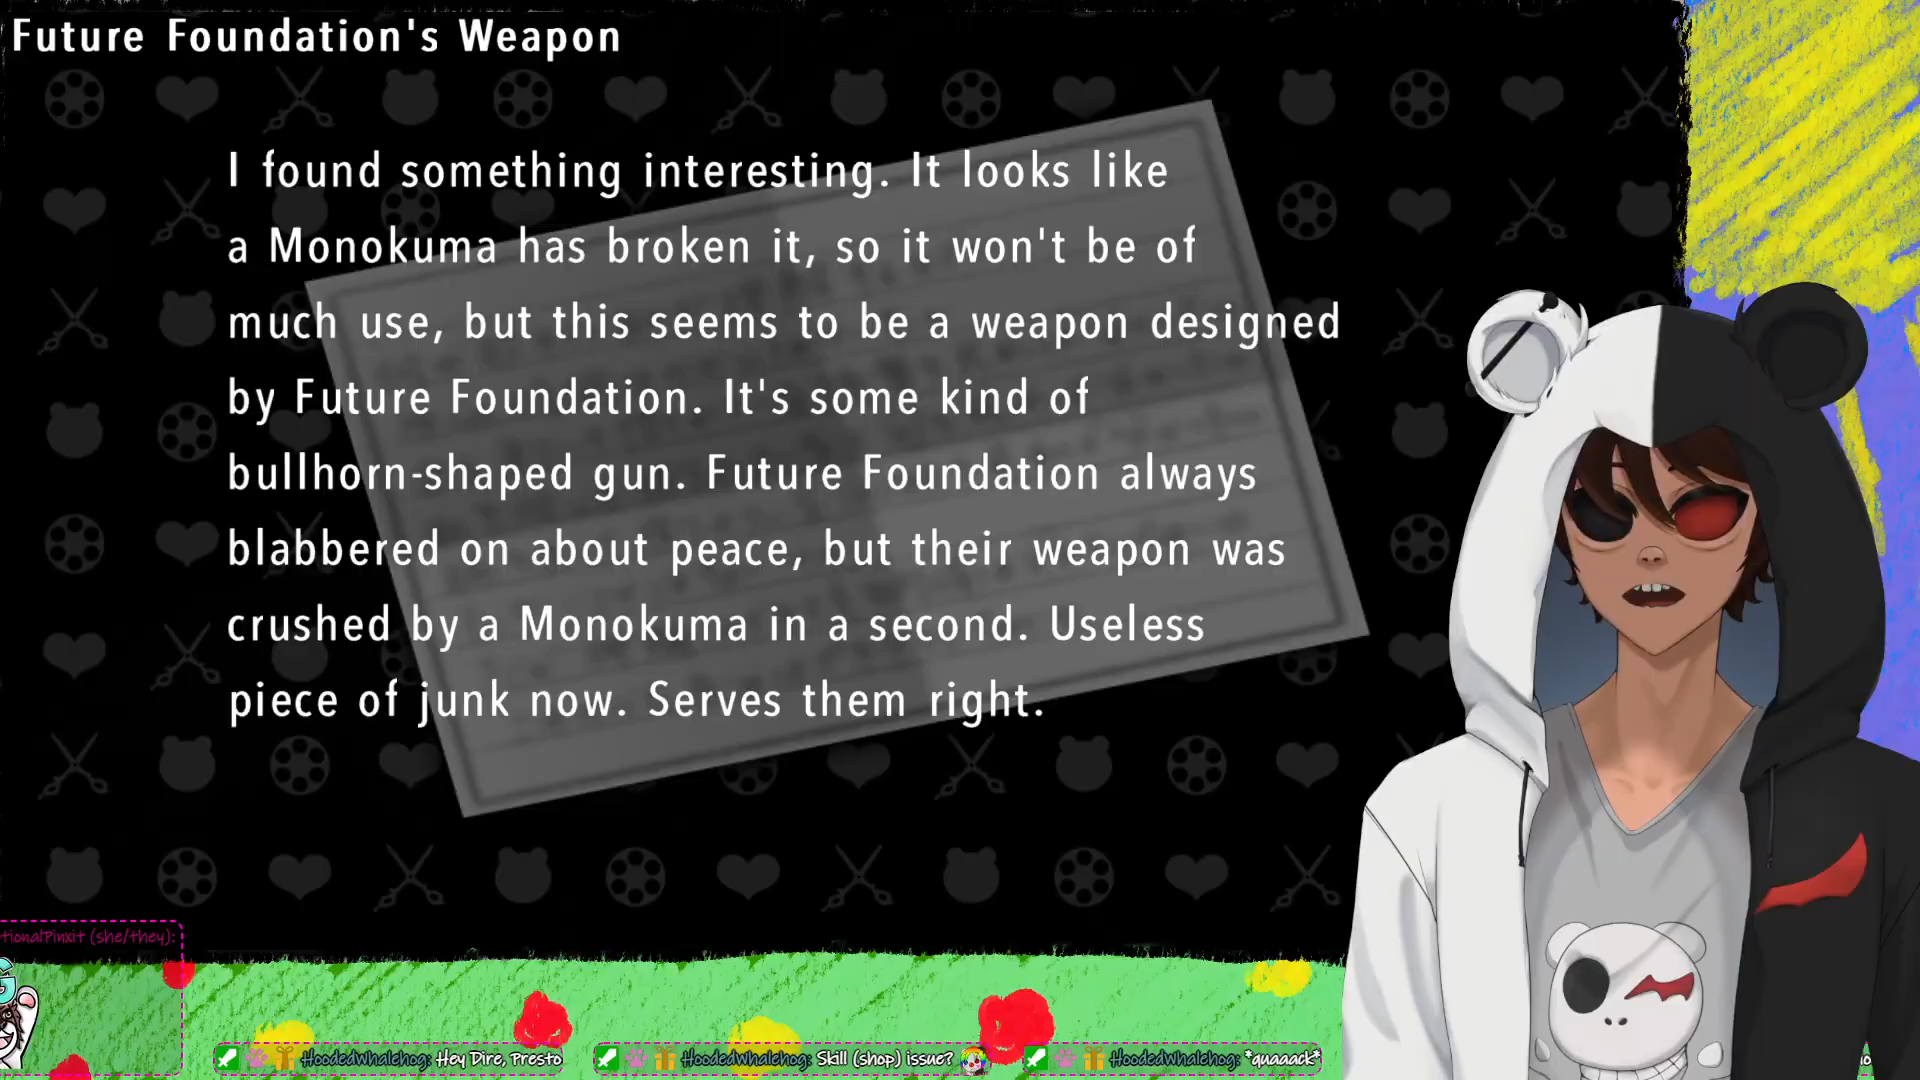 Future Foundation's Weapon
I found something interesting. It looks like
a Monokuma has broken it, so it won't be of
much use, but this seems to be a weapon designed
by Future Foundation. It's some kind of
bullhorn-shaped gun. Future Foundation always
blabbered on about peace, but their weapon was
crushed by a Monokuma in a second. Useless
piece of junk now. Serves them right.
tionalPinxit (she/they):
HoodedWhalehog: Hey Dire, Presto
HoodedWhalehog: Skill (shop) issue?
HoodedWhalehog: *quaaack*